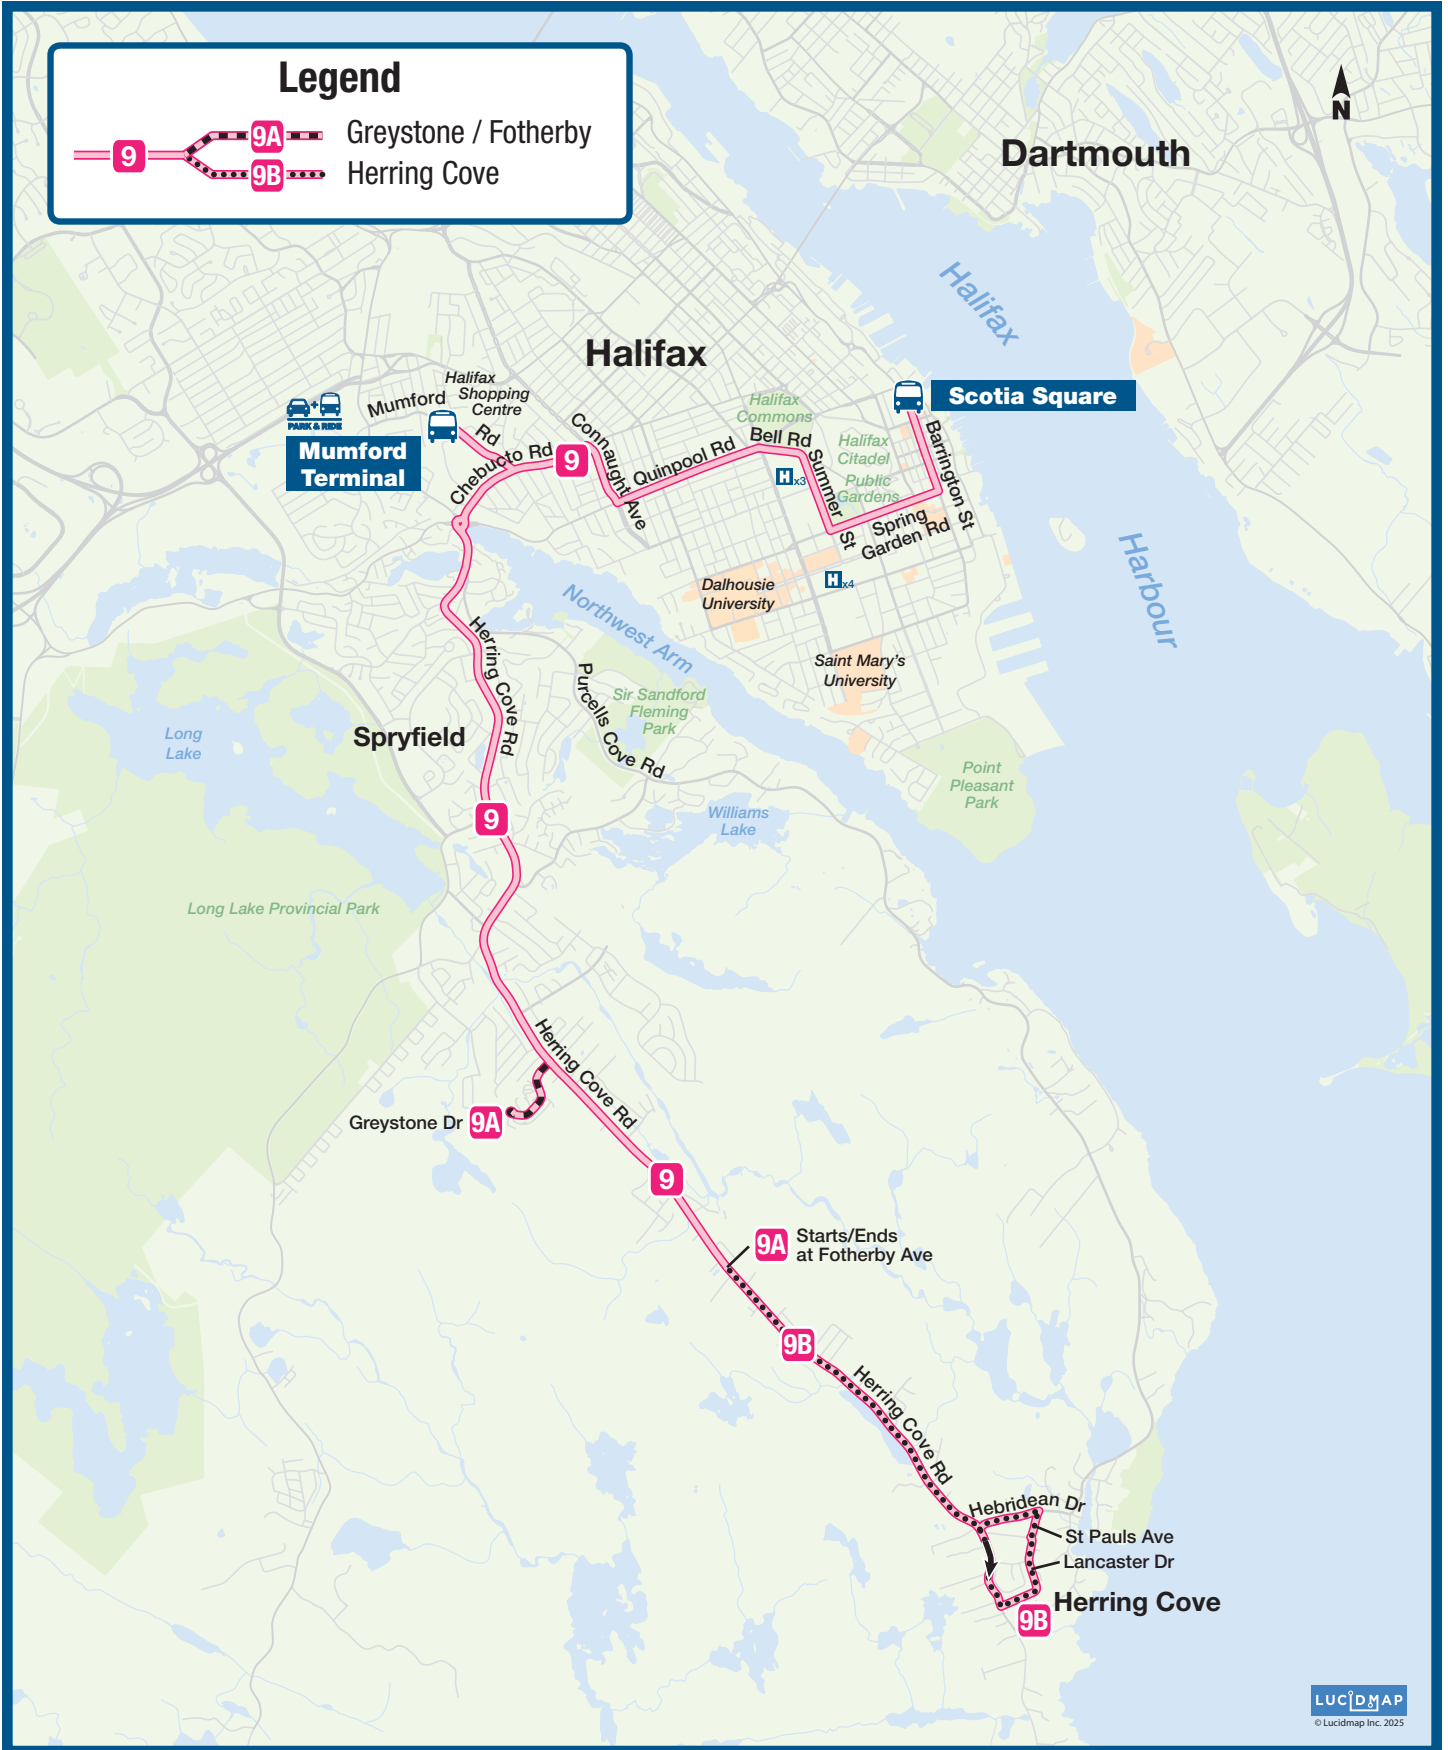 Legend
9
9A
Greystone / Fotherby
9B
Herring Cove
N
Dartmouth
Halifax
Harbour
Halifax
Scotia Square
Mumford
Rd
Halifax
Shopping
Centre
PARK & RIDE
Mumford
Terminal
Chebucto Rd
9
Connaught Ave
Quinpool Rd
Halifax
Commons
Bell Rd
Halifax
Citadel
Public
Gardens
Summer St
Barrington St
Spring
Garden Rd
H x3
H x4
Dalhousie
University
Saint Mary's
University
Northwest Arm
Herring Cove Rd
Purcells Cove Rd
Sir Sandford
Fleming
Park
Long
Lake
Spryfield
Point
Pleasant
Park
Williams
Lake
9
Long Lake Provincial Park
Herring Cove Rd
Greystone Dr
9A
9
9A
Starts/Ends
at Fotherby Ave
9B
Herring Cove Rd
Hebridean Dr
St Pauls Ave
Lancaster Dr
Herring Cove
9B
LUCIDMAP
© Lucidmap Inc. 2025